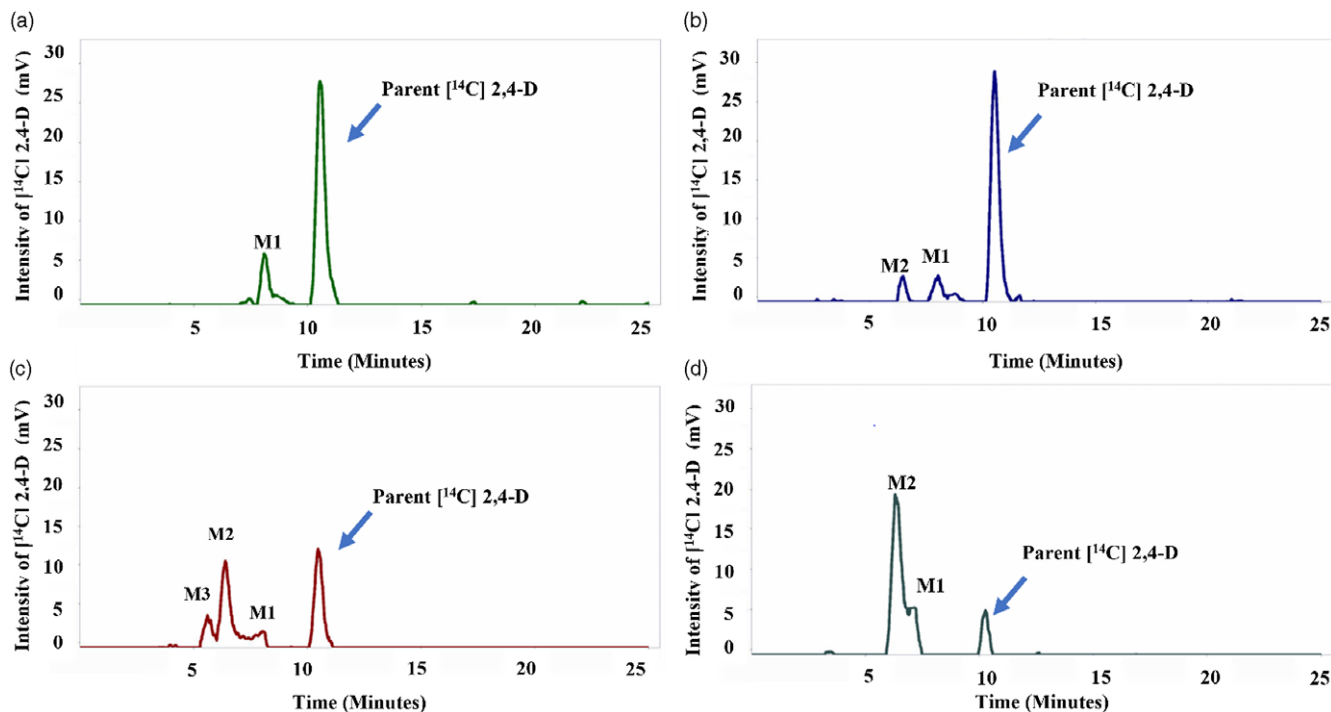 (a)
30
25
20
15
10
5
0
Intensity of [¹⁴C] 2,4-D (mV)
Parent [¹⁴C] 2,4-D
M1
5 10 15 20 25
Time (Minutes)
(b)
30
25
20
15
10
5
0
Intensity of [¹⁴C] 2,4-D (mV)
Parent [¹⁴C] 2,4-D
M2 M1
5 10 15 20 25
Time (Minutes)
(c)
30
25
20
15
10
5
0
Intensity of [¹⁴C] 2,4-D (mV)
Parent [¹⁴C] 2,4-D
M2
M3 M1
5 10 15 20 25
Time (Minutes)
(d)
30
25
20
15
10
5
0
Intensity of [¹⁴C] 2,4-D (mV)
M2
Parent [¹⁴C] 2,4-D
M1
5 10 15 20 25
Time (Minutes)